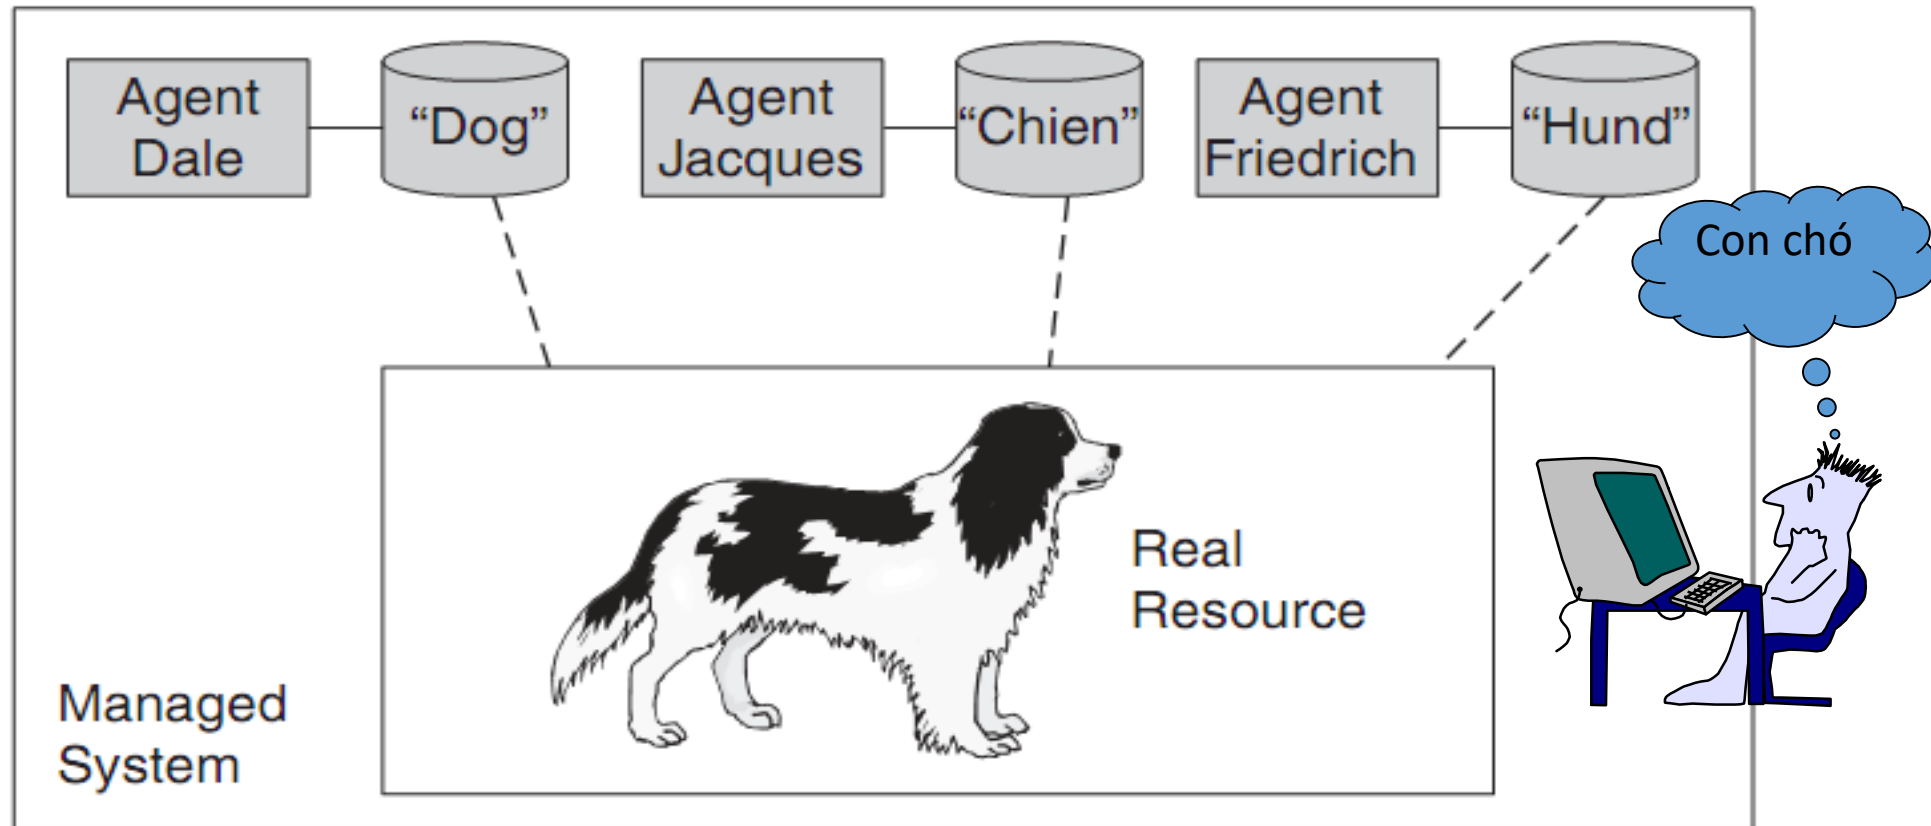 Agent
Dale
“Dog”
Agent
Jacques
“Chien”
Agent
Friedrich
“Hund”
Con chó
Real
Resource
Managed
System